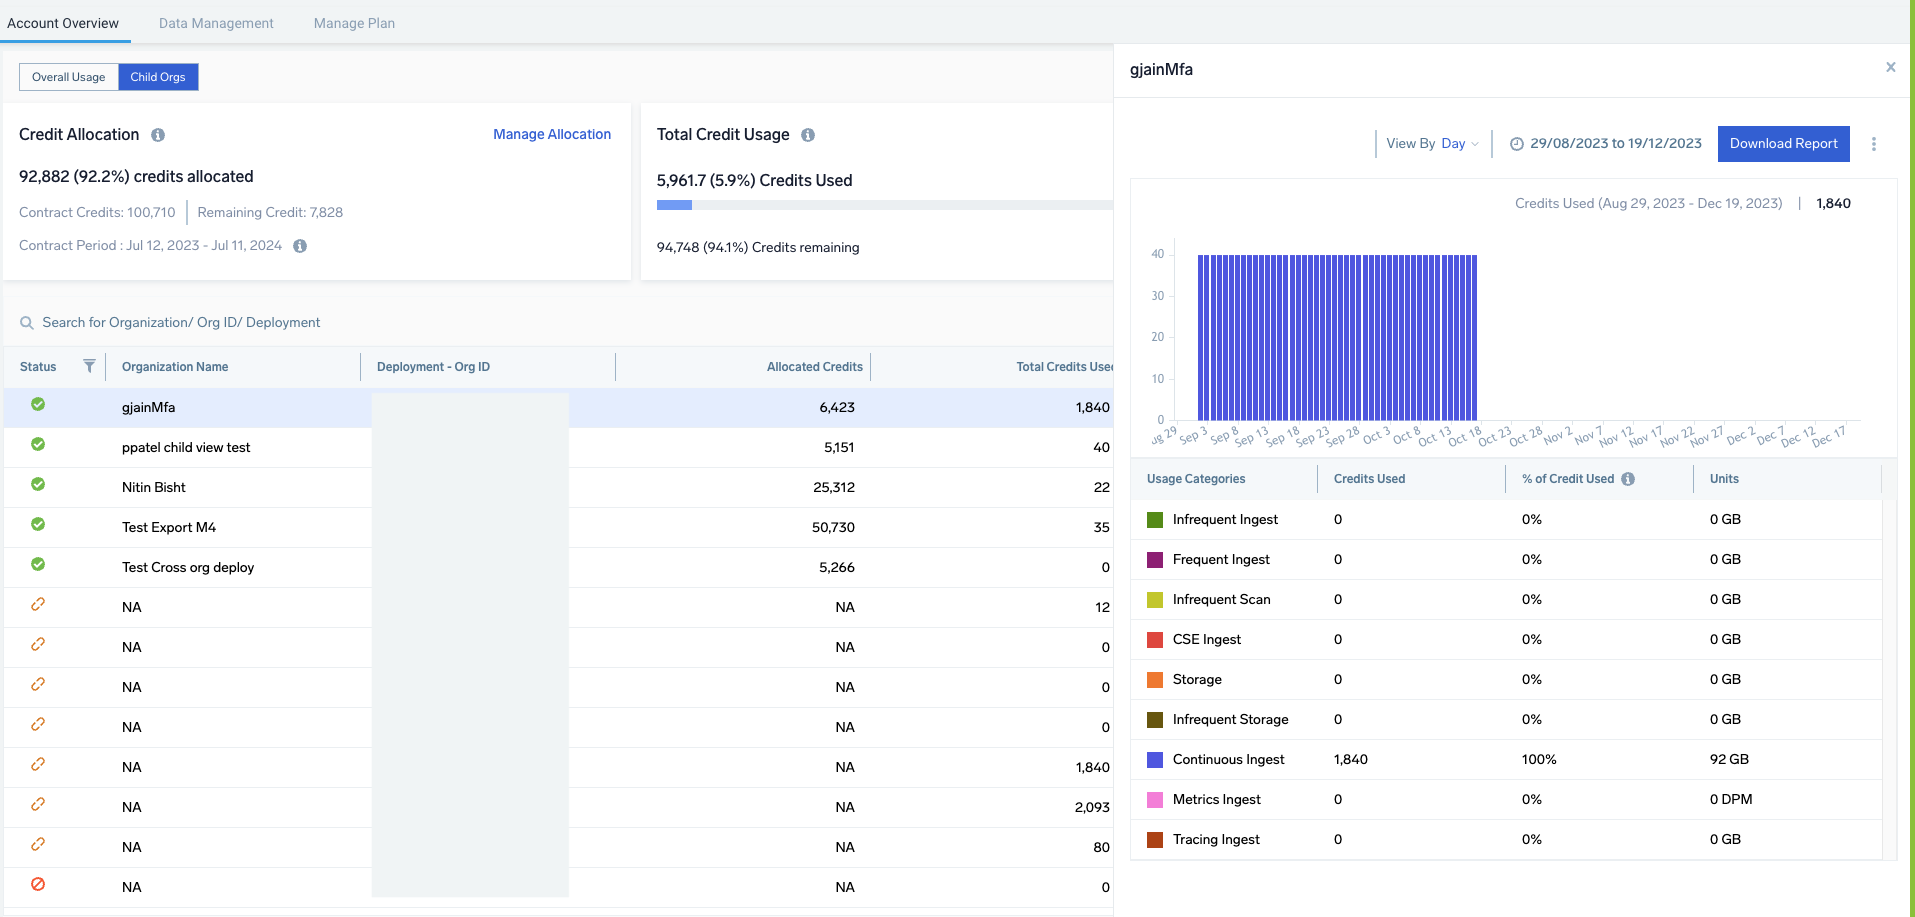 Account Overview Data Management Manage Plan
Overall Usage Child Orgs
Credit Allocation Manage Allocation
92,882 (92.2%) credits allocated
Contract Credits: 100,710 Remaining Credit: 7,828
Contract Period : Jul 12, 2023 - Jul 11, 2024
Total Credit Usage
5,961.7 (5.9%) Credits Used
94,748 (94.1%) Credits remaining
Search for Organization/ Org ID/ Deployment
Status Organization Name Deployment - Org ID Allocated Credits Total Credits Used
gjainMfa 6,423 1,840
ppatel child view test 5,151 40
Nitin Bisht 25,312 22
Test Export M4 50,730 35
Test Cross org deploy 5,266 0
NA NA 12
NA NA 0
NA NA 0
NA NA 0
NA NA 1,840
NA NA 2,093
NA NA 80
NA NA 0
gjainMfa
View By Day 29/08/2023 to 19/12/2023 Download Report
Credits Used (Aug 29, 2023 - Dec 19, 2023) | 1,840
40
30
20
10
0
ug 29 Sep 3 Sep 8 Sep 13 Sep 18 Sep 23 Sep 28 Oct 3 Oct 8 Oct 13 Oct 18 Oct 23 Oct 28 Nov 2 Nov 7 Nov 12 Nov 17 Nov 22 Nov 27 Dec 2 Dec 7 Dec 12 Dec 17
Usage Categories Credits Used % of Credit Used Units
Infrequent Ingest 0 0% 0 GB
Frequent Ingest 0 0% 0 GB
Infrequent Scan 0 0% 0 GB
CSE Ingest 0 0% 0 GB
Storage 0 0% 0 GB
Infrequent Storage 0 0% 0 GB
Continuous Ingest 1,840 100% 92 GB
Metrics Ingest 0 0% 0 DPM
Tracing Ingest 0 0% 0 GB